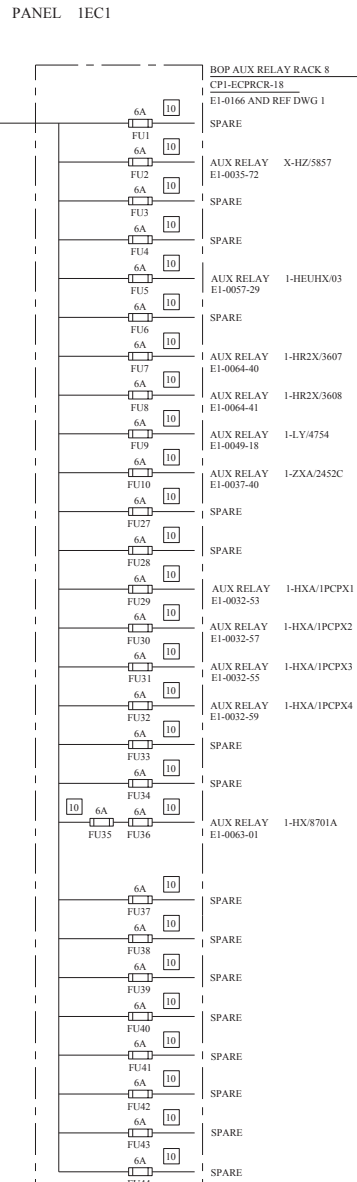 PANEL 1EC1
BOP AUX RELAY RACK 8
CP1-ECPRCR-18
E1-0166 AND REF DWG 1
6A 10
FU1 SPARE
6A 10
FU2 AUX RELAY X-HZ/5857
E1-0035-72
6A 10
FU3 SPARE
6A 10
FU4 SPARE
6A 10
FU5 AUX RELAY 1-HEUHX/03
E1-0057-29
6A 10
FU6 SPARE
6A 10
FU7 AUX RELAY 1-HR2X/3607
E1-0064-40
6A 10
FU8 AUX RELAY 1-HR2X/3608
E1-0064-41
6A 10
FU9 AUX RELAY 1-LY/4754
E1-0049-18
6A 10
FU10 AUX RELAY 1-ZXA/2452C
E1-0037-40
6A 10
FU27 SPARE
6A 10
FU28 SPARE
6A 10
FU29 AUX RELAY 1-HXA/1PCPX1
E1-0032-53
6A 10
FU30 AUX RELAY 1-HXA/1PCPX2
E1-0032-57
6A 10
FU31 AUX RELAY 1-HXA/1PCPX3
E1-0032-55
6A 10
FU32 AUX RELAY 1-HXA/1PCPX4
E1-0032-59
6A 10
FU33 SPARE
6A 10
FU34 SPARE
10 6A 6A 10
FU35 FU36 AUX RELAY 1-HX/8701A
E1-0063-01
6A 10
FU37 SPARE
6A 10
FU38 SPARE
6A 10
FU39 SPARE
6A 10
FU40 SPARE
6A 10
FU41 SPARE
6A 10
FU42 SPARE
6A 10
FU43 SPARE
6A 10
SPARE